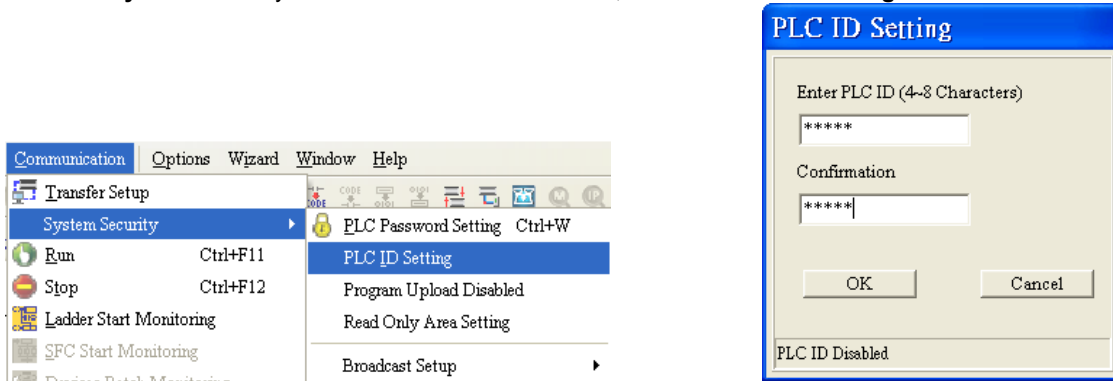 Communication Options Wizard Window Help
Transfer Setup
System Security
Run Ctrl+F11
Stop Ctrl+F12
Ladder Start Monitoring
SFC Start Monitoring
PLC Password Setting Ctrl+W
PLC ID Setting
Program Upload Disabled
Read Only Area Setting
Broadcast Setup
PLC ID Setting
Enter PLC ID (4~8 Characters)
*****
Confirmation
*****
OK Cancel
PLC ID Disabled